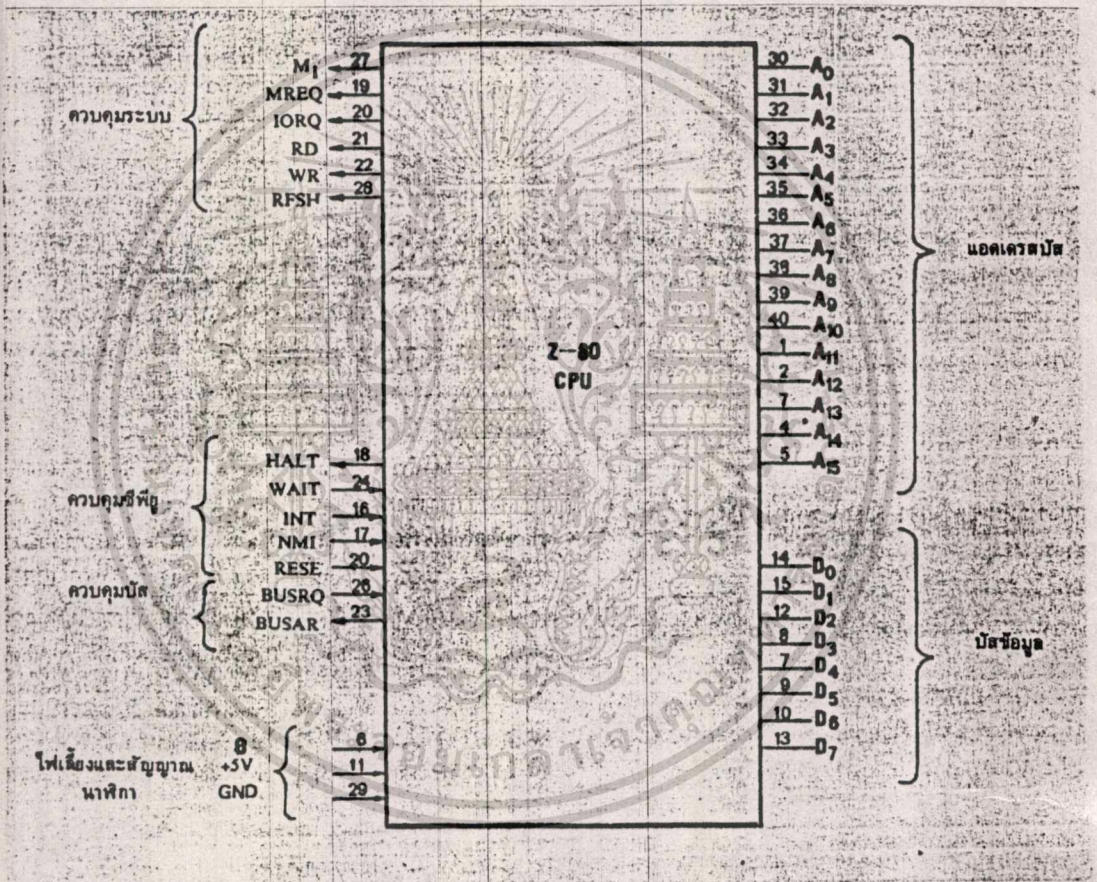 ควบคุมระบบ
M1 27
MREQ 19
IORQ 20
RD 21
WR 22
RFSH 28
ควบคุมซีพียู
HALT 18
WAIT 24
INT 16
NMI 17
RESE 20
ควบคุมบัส
BUSRQ 26
BUSAR 23
ไฟเลี้ยงและสัญญาณ
นาฬิกา
6
+5V 11
GND 29
Z-80
CPU
30 A0
31 A1
32 A2
33 A3
34 A4
35 A5
36 A6
37 A7
38 A8
39 A9
40 A10
1 A11
2 A12
7 A13
4 A14
5 A15
แอดเดรสบัส
14 D0
15 D1
12 D2
8 D3
7 D4
9 D5
10 D6
13 D7
บัสข้อมูล